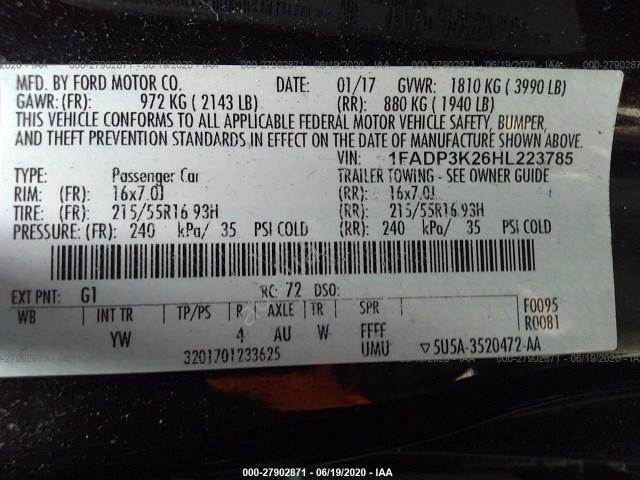 000-27902871 - 06/19/2020 - IAA
MFD. BY FORD MOTOR CO. DATE: 01/17 GVWR: 1810 KG ( 3990 LB)
GAWR: (FR): 972 KG ( 2143 LB) (RR): 880 KG ( 1940 LB)
THIS VEHICLE CONFORMS TO ALL APPLICABLE FEDERAL MOTOR VEHICLE SAFETY, BUMPER,
AND THEFT PREVENTION STANDARDS IN EFFECT ON THE DATE OF MANUFACTURE SHOWN ABOVE.
VIN: 1FADP3K26HL223785
TYPE: Passenger Car TRAILER TOWING - SEE OWNER GUIDE
RIM: (FR) 16x7.0J (RR): 16x7.0J
TIRE: (FR) 215/55R16 93H (RR): 215/55R16 93H
PRESSURE: (FR): 240 kPa/ 35 PSI COLD (RR): 240 kPa/ 35 PSI COLD
EXT PNT: G1 RC: 72 DSO: F0095
WB INT TR TP/PS R AXLE TR SPR R0081
YW 4 AU W FFFF
3201701233625 UMU ▽5U5A-3520472-AA
000-27902871 - 06/19/2020 - IAA